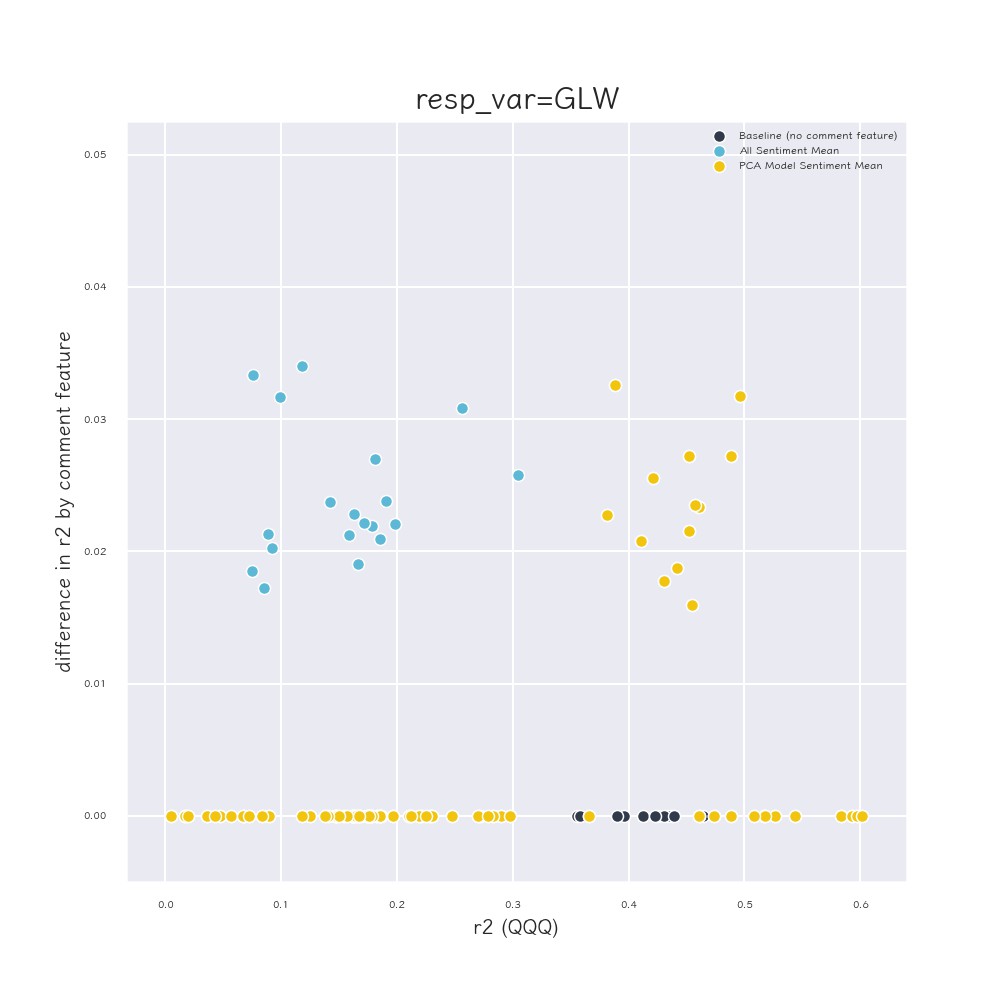 resp_var=GLW
Baseline (no comment feature)
All Sentiment Mean
PCA Model Sentiment Mean
0.05
0.04
0.03
0.02
0.01
0.00
difference in r2 by comment feature
0.0 0.1 0.2 0.3 0.4 0.5 0.6
r2 (QQQ)